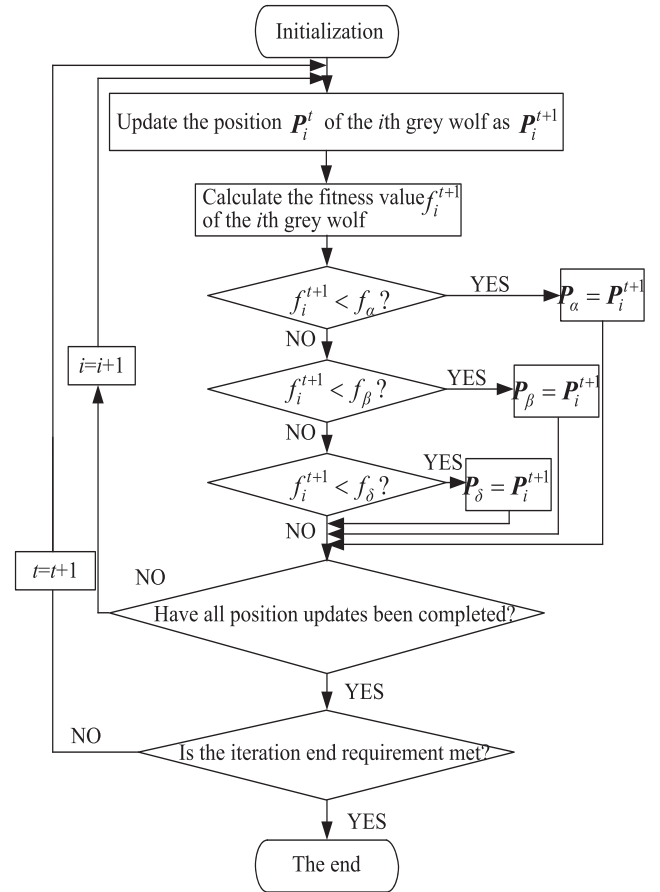 Initialization
Update the position P_i^t of the ith grey wolf as P_i^{t+1}
Calculate the fitness value f_i^{t+1}
of the ith grey wolf
f_i^{t+1} < f_α?
YES
P_α = P_i^{t+1}
NO
i=i+1
f_i^{t+1} < f_β?
YES
P_β = P_i^{t+1}
NO
f_i^{t+1} < f_δ?
YES
P_δ = P_i^{t+1}
NO
t=t+1
NO
Have all position updates been completed?
YES
NO
Is the iteration end requirement met?
YES
The end